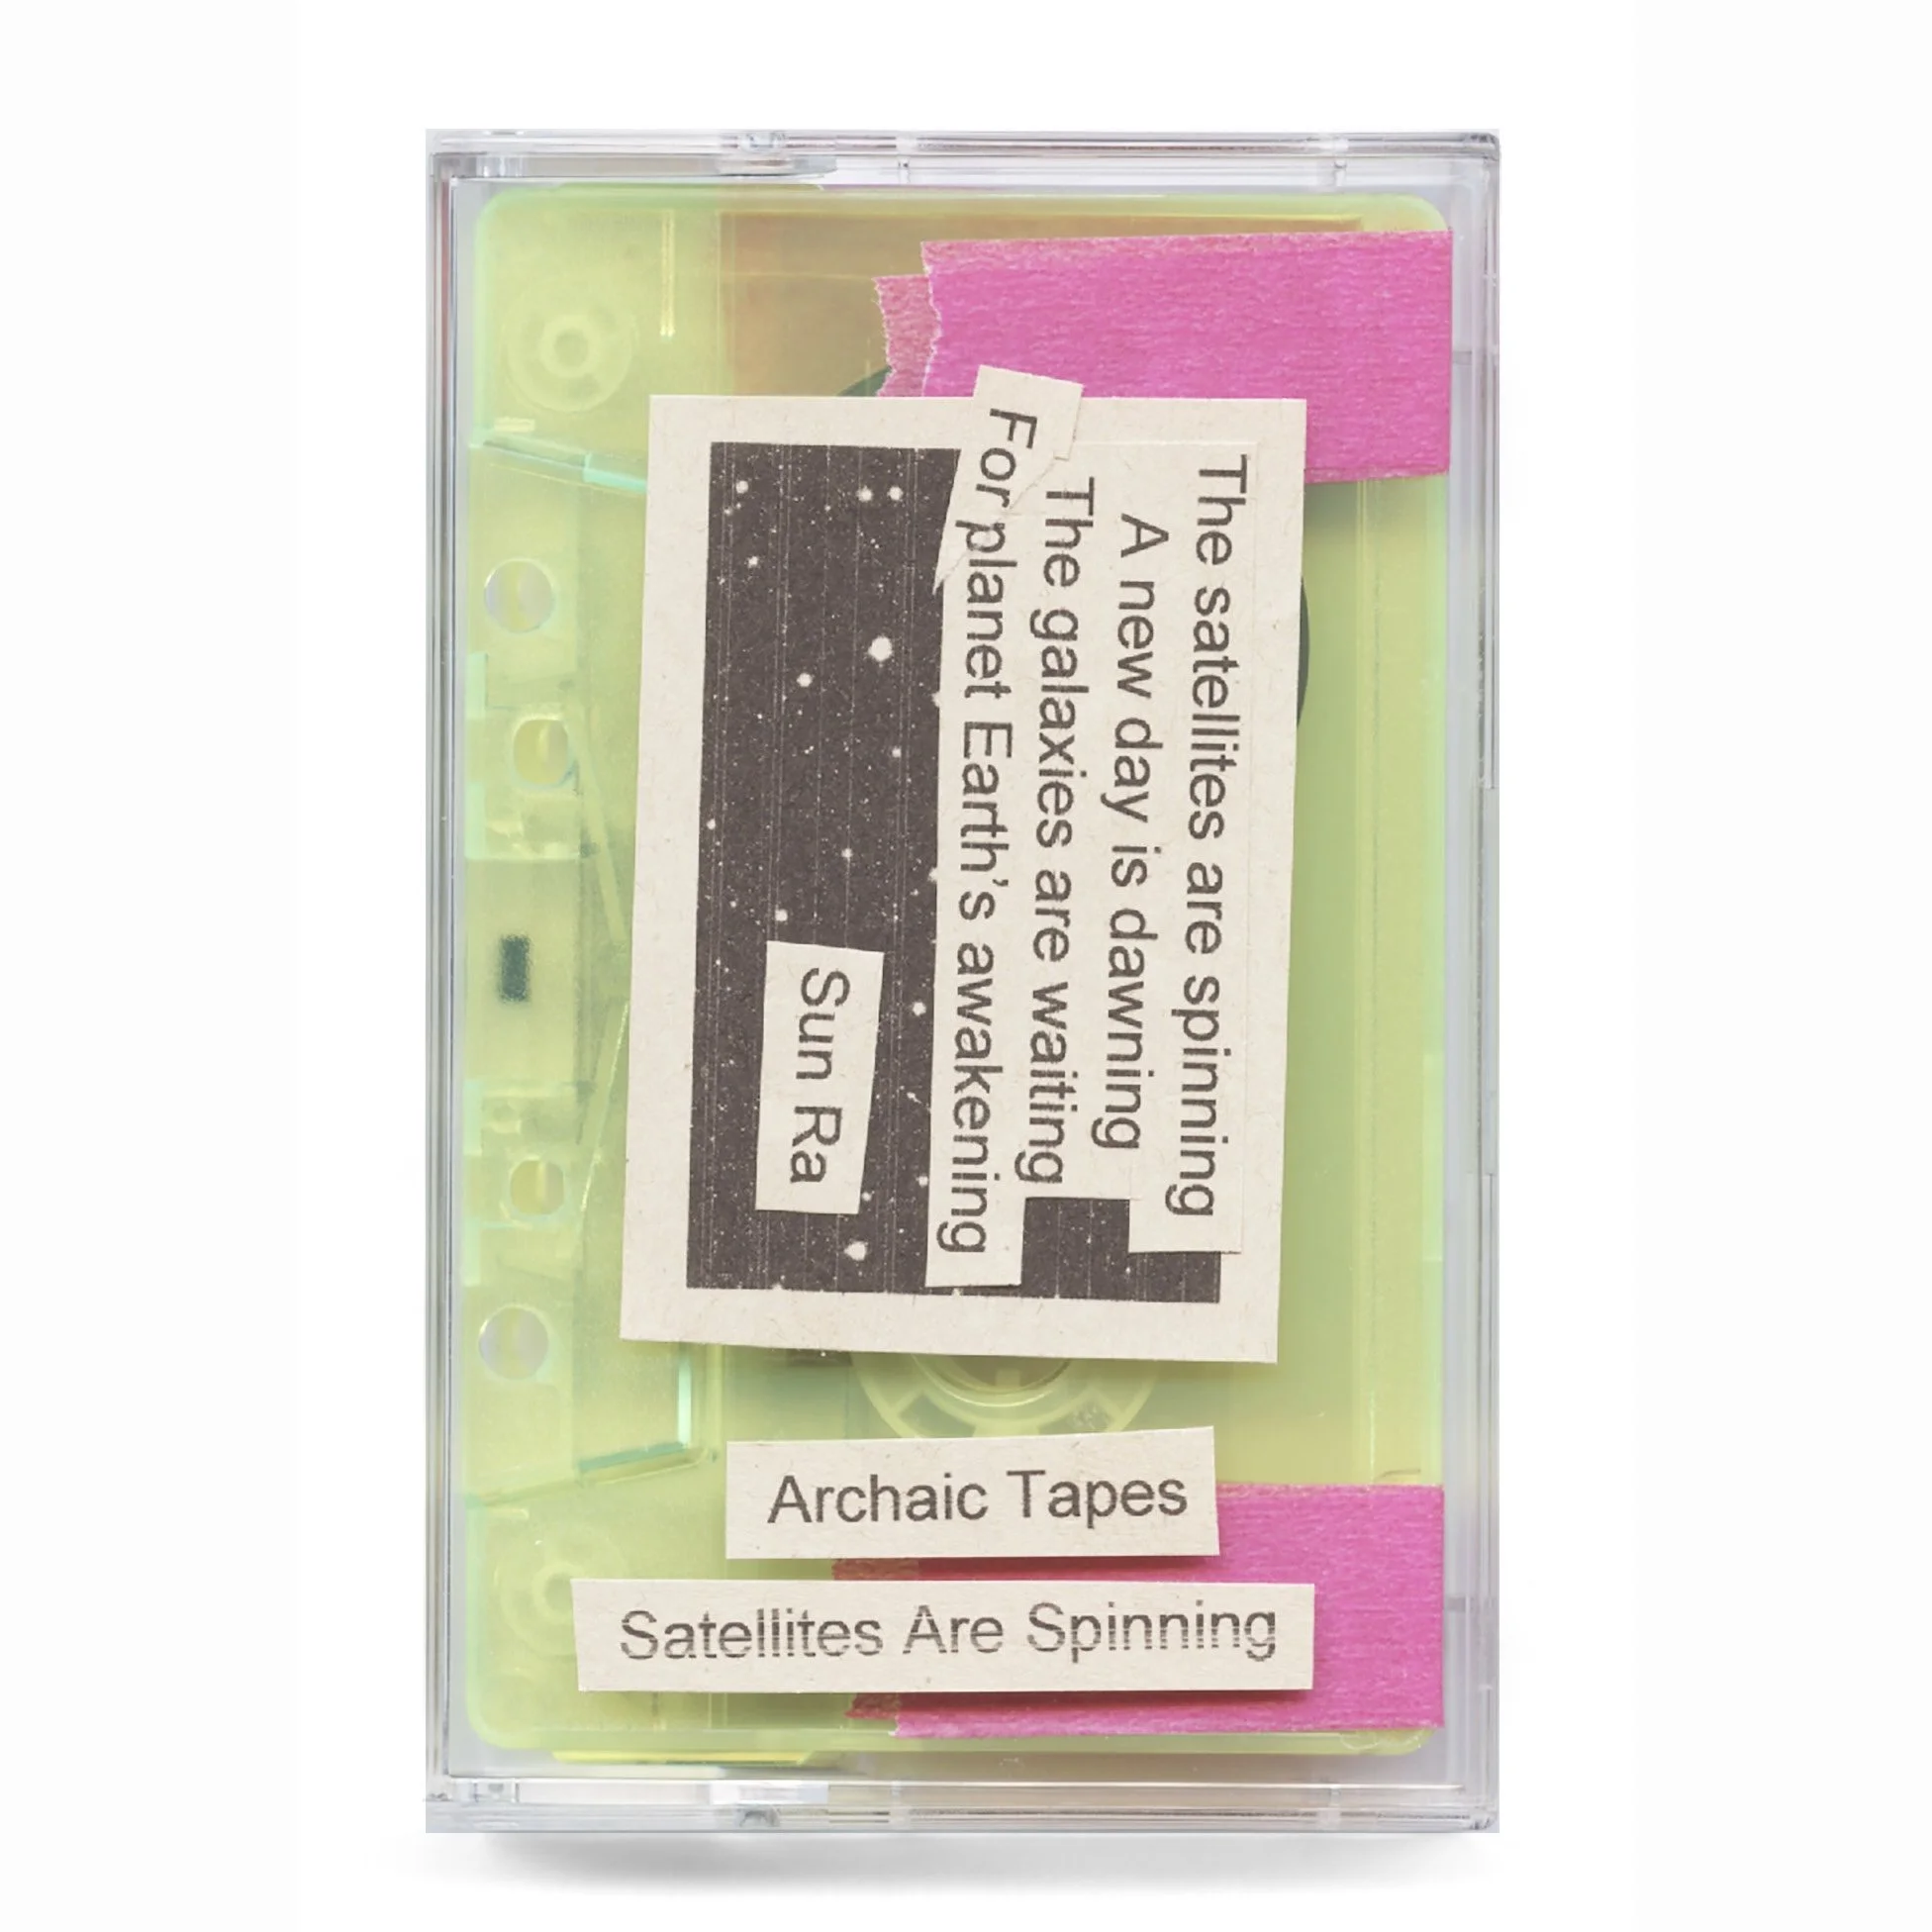 The satellites are spinning
A new day is dawning
The galaxies are waiting
For planet Earth's awakening
Sun Ra
Archaic Tapes
Satellites Are Spinning